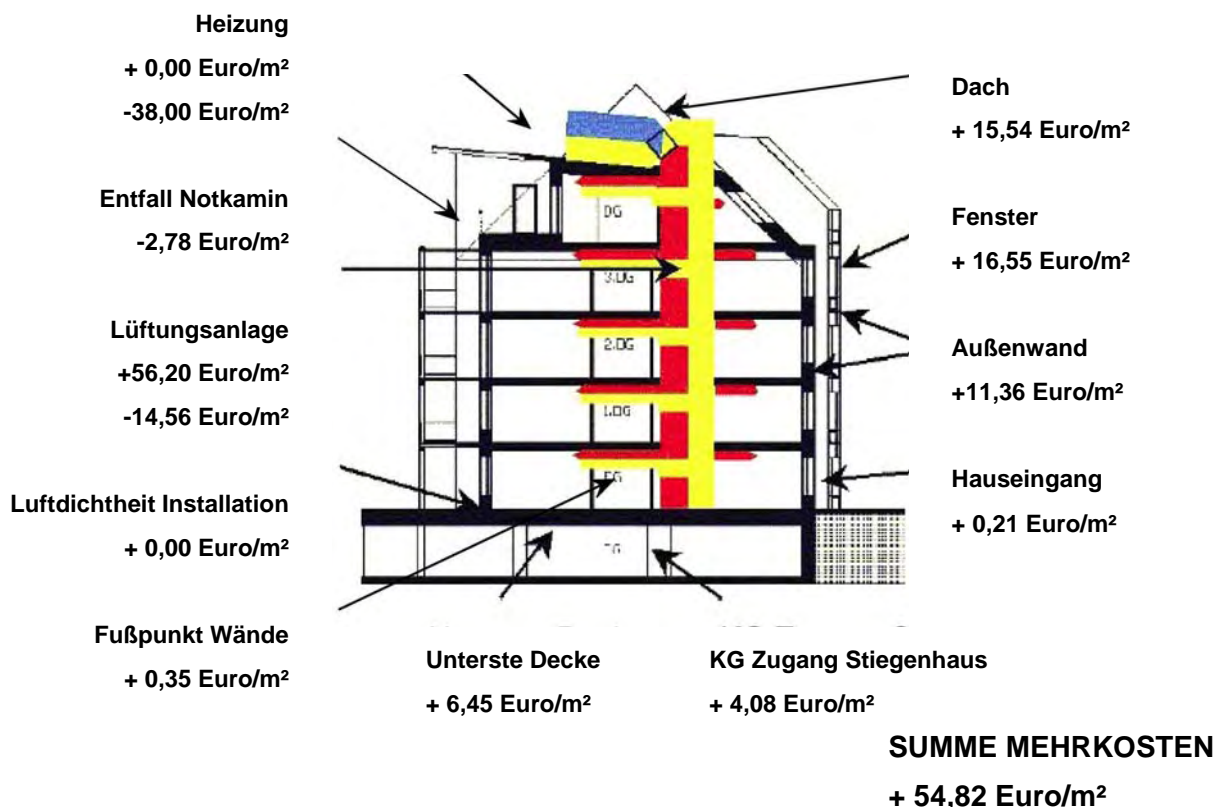 Heizung
+ 0,00 Euro/m²
-38,00 Euro/m²
Entfall Notkamin
-2,78 Euro/m²
Lüftungsanlage
+56,20 Euro/m²
-14,56 Euro/m²
Luftdichtheit Installation
+ 0,00 Euro/m²
Fußpunkt Wände
+ 0,35 Euro/m²
DG
3.OG
2.OG
1.OG
EG
Unterste Decke
+ 6,45 Euro/m²
KG Zugang Stiegenhaus
+ 4,08 Euro/m²
Dach
+ 15,54 Euro/m²
Fenster
+ 16,55 Euro/m²
Außenwand
+11,36 Euro/m²
Hauseingang
+ 0,21 Euro/m²
SUMME MEHRKOSTEN
+ 54,82 Euro/m²